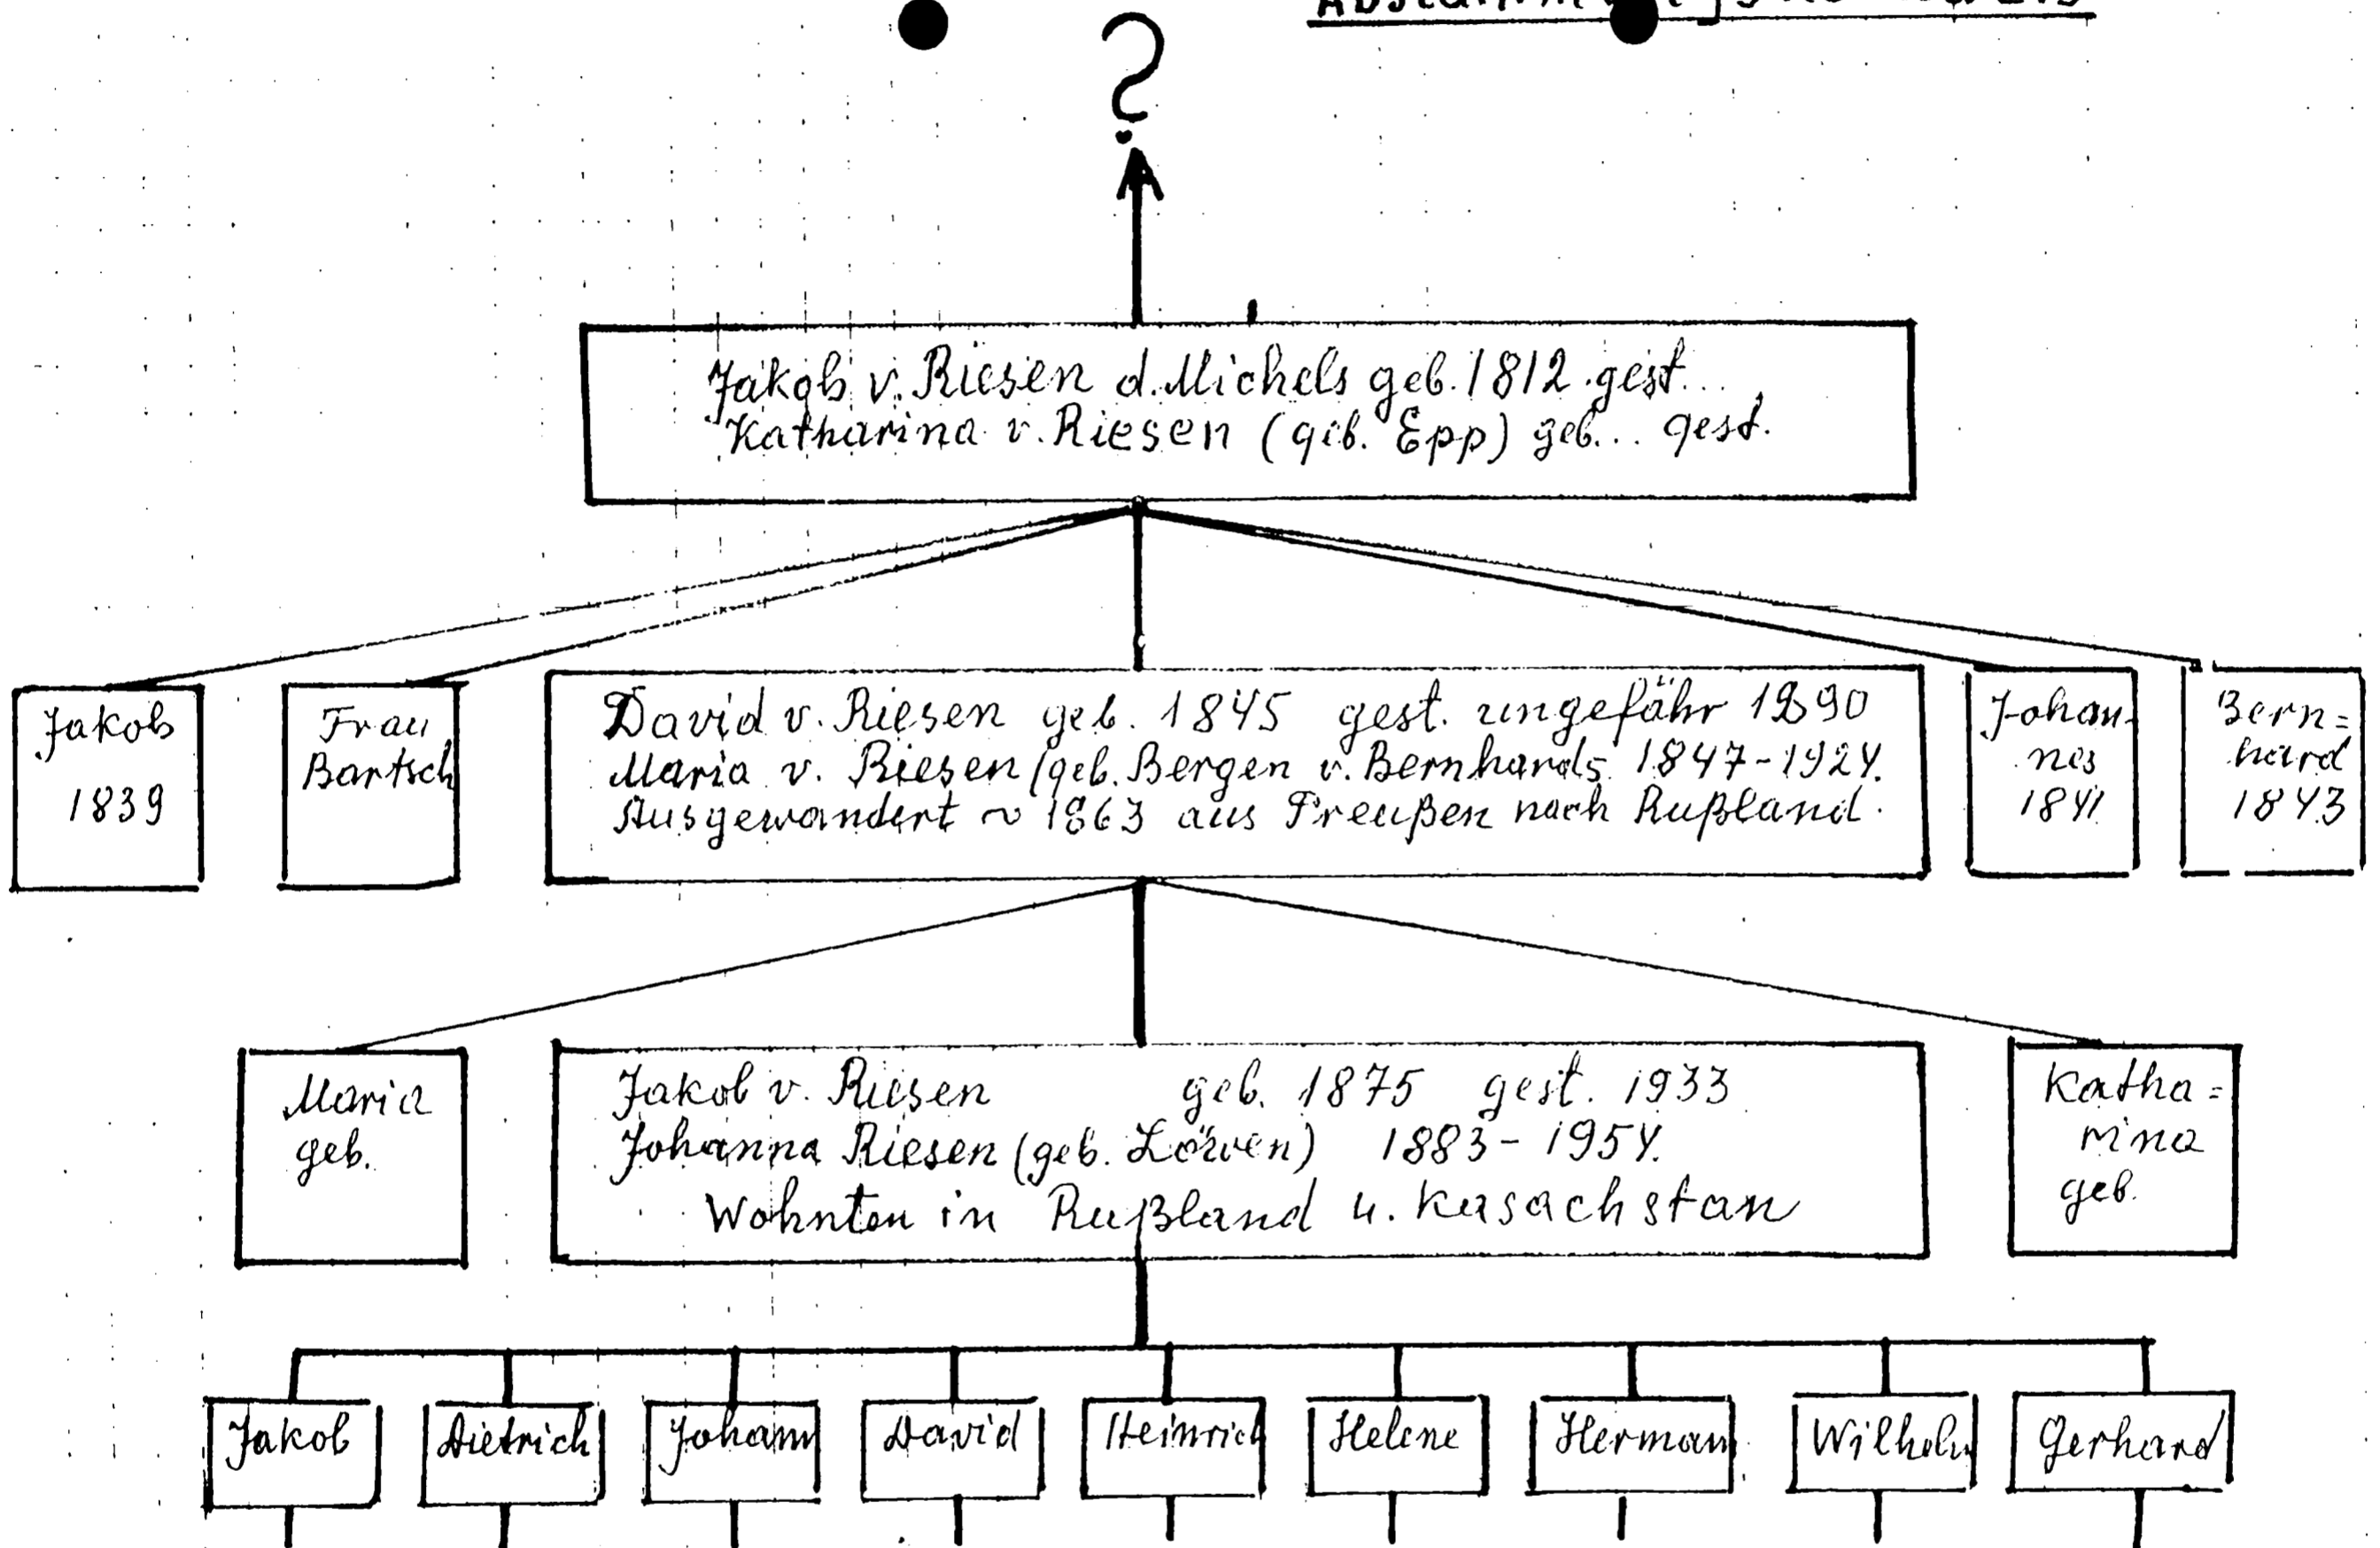 ?
Jakob v. Riesen d. Michels geb. 1812 gest...
Katharina v. Riesen (geb. Epp) geb... gest.
Jakob
1839
Frau
Bartsch
David v. Riesen geb. 1845 gest. ungefähr 1890
Maria v. Riesen (geb. Bergen v. Bernhards 1847-1924.
Ausgewandert ~ 1863 aus Preußen nach Rußland.
Johan-
nes
1841
Bern=
hard
1843
Maria
geb.
Jakob v. Riesen geb. 1875 gest. 1933
Johanna Riesen (geb. Löwen) 1883-1954.
Wohnten in Rußland u. Kasachstan
Katha=
rina
geb.
Jakob
Dietrich
Johann
David
Heinrich
Helene
Herman
Wilhelm
Gerhard